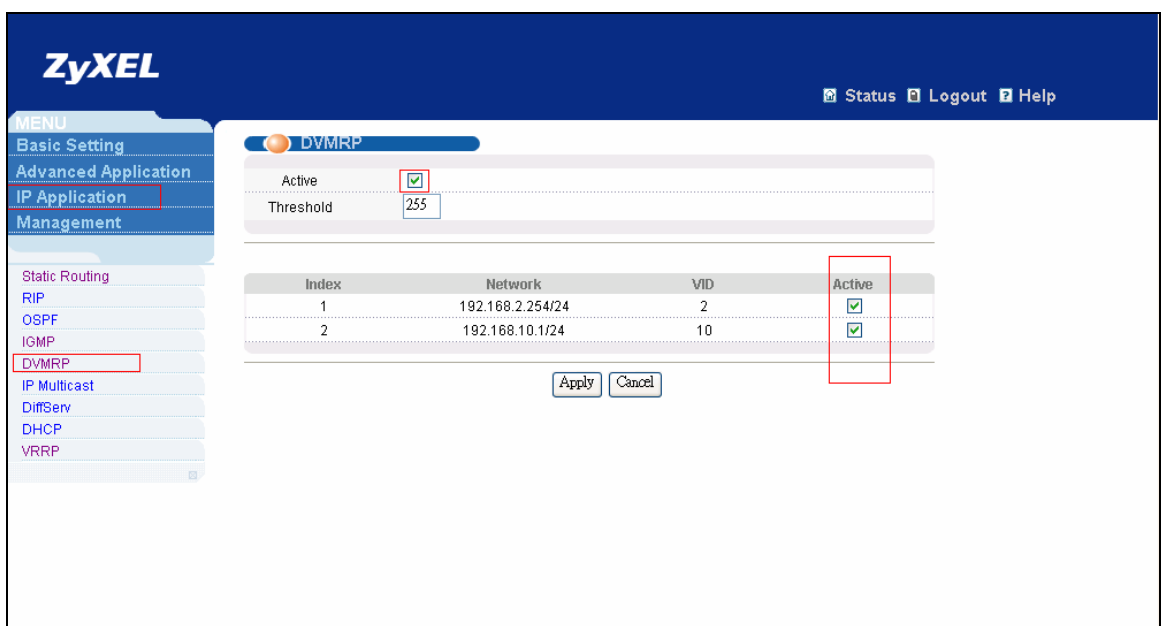 ZyXEL
Status Logout Help
MENU
Basic Setting
Advanced Application
IP Application
Management
Static Routing
RIP
OSPF
IGMP
DVMRP
IP Multicast
DiffServ
DHCP
VRRP
DVMRP
Active
Threshold 255
Index Network VID Active
1 192.168.2.254/24 2
2 192.168.10.1/24 10
Apply Cancel